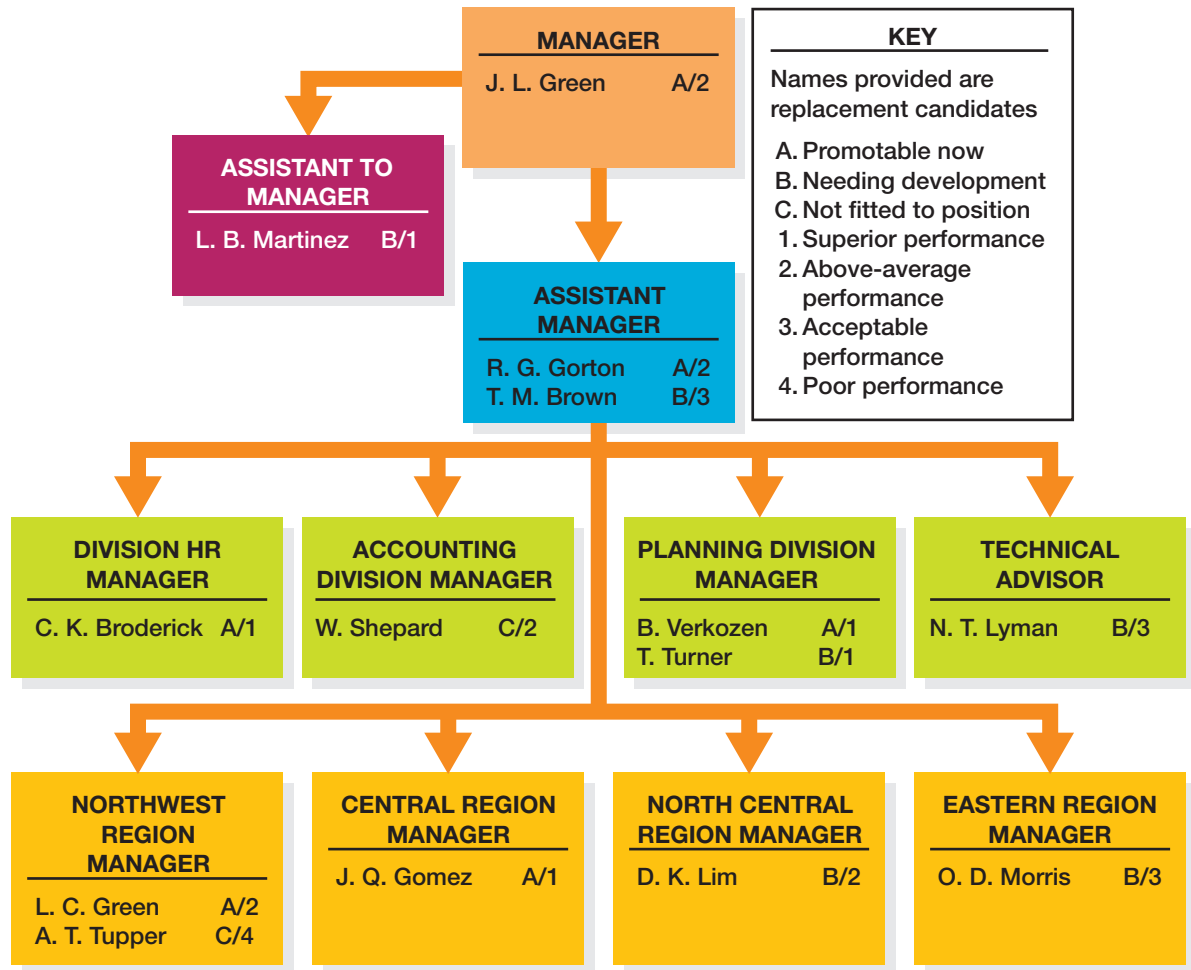 MANAGER
J. L. Green A/2
KEY
Names provided are
replacement candidates
A. Promotable now
B. Needing development
C. Not fitted to position
1. Superior performance
2. Above-average
performance
3. Acceptable
performance
4. Poor performance
ASSISTANT TO
MANAGER
L. B. Martinez B/1
ASSISTANT
MANAGER
R. G. Gorton A/2
T. M. Brown B/3
DIVISION HR
MANAGER
C. K. Broderick A/1
ACCOUNTING
DIVISION MANAGER
W. Shepard C/2
PLANNING DIVISION
MANAGER
B. Verkozen A/1
T. Turner B/1
TECHNICAL
ADVISOR
N. T. Lyman B/3
NORTHWEST
REGION
MANAGER
L. C. Green A/2
A. T. Tupper C/4
CENTRAL REGION
MANAGER
J. Q. Gomez A/1
NORTH CENTRAL
REGION MANAGER
D. K. Lim B/2
EASTERN REGION
MANAGER
O. D. Morris B/3